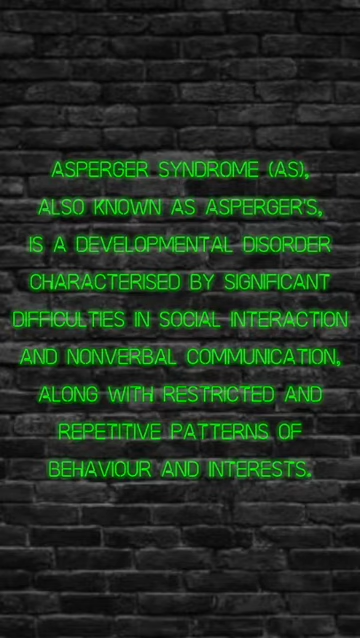 ASPERGER SYNDROME (AS),
ALSO KNOWN AS ASPERGER'S,
IS A DEVELOPMENTAL DISORDER
CHARACTERISED BY SIGNIFICANT
DIFFICULTIES IN SOCIAL INTERACTION
AND NONVERBAL COMMUNICATION,
ALONG WITH RESTRICTED AND
REPETITIVE PATTERNS OF
BEHAVIOUR AND INTERESTS.